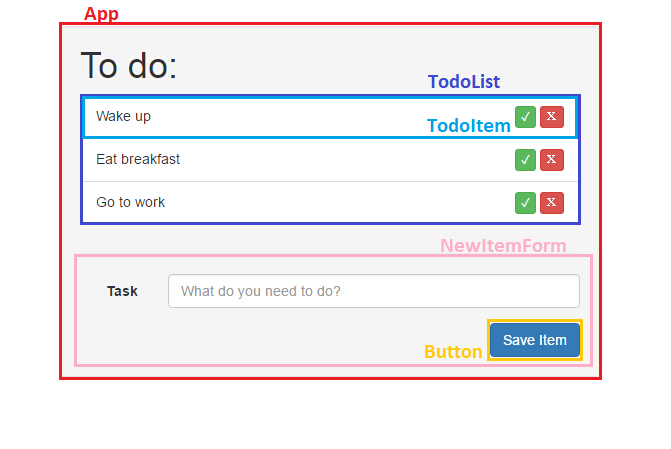 App
To do:
TodoList
Wake up
TodoItem
✓ X
Eat breakfast
✓ X
Go to work
✓ X
NewItemForm
Task
What do you need to do?
Button
Save Item